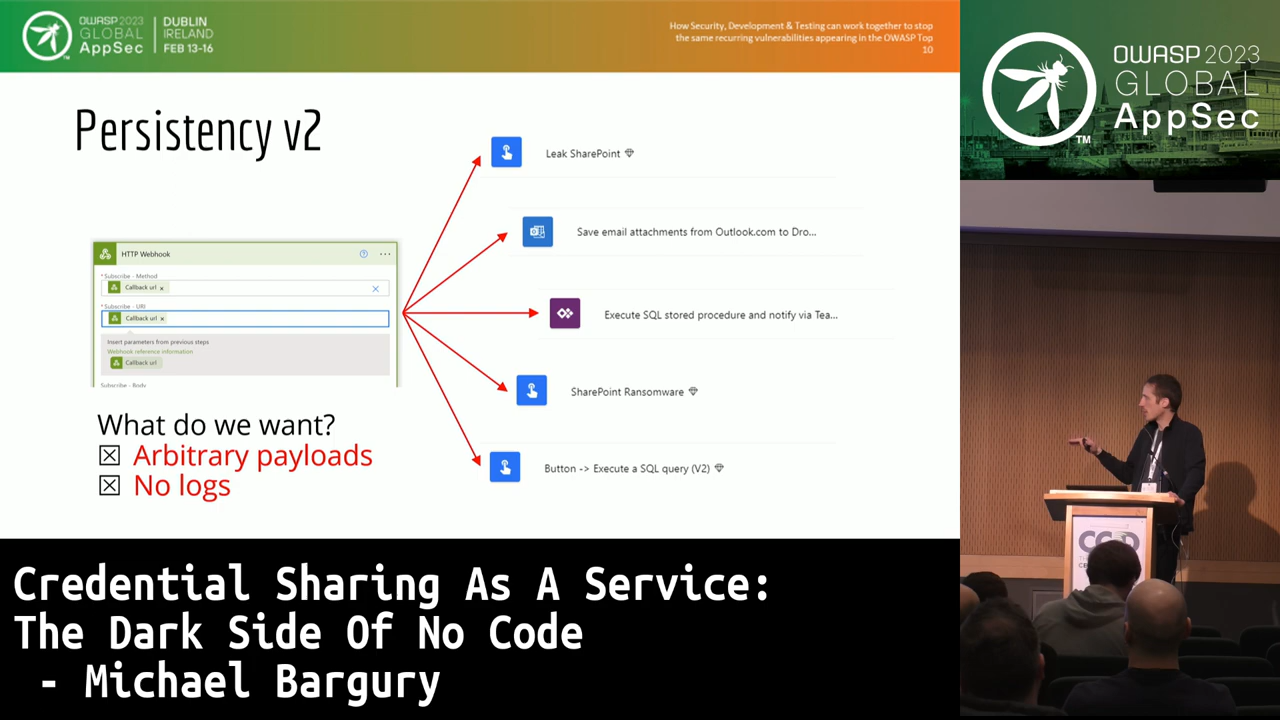 OWASP 2023
GLOBAL
AppSec
DUBLIN
IRELAND
FEB 13-16
How Security, Development & Testing can work together to stop
the same recurring vulnerabilities appearing in the OWASP Top
10
OWASP 2023
GLOBAL
AppSec
TM
Persistency v2
Leak SharePoint
Save email attachments from Outlook.com to Dro...
Execute SQL stored procedure and notify via Tea...
SharePoint Ransomware
Button -> Execute a SQL query (V2)
HTTP Webhook
* Subscribe - Method
Callback url x
* Subscribe - URI
Callback url x
Insert parameters from previous steps
Webhook reference information
Callback url
Subscribe - Body
What do we want?
☒ Arbitrary payloads
☒ No logs
Credential Sharing As A Service:
The Dark Side Of No Code
- Michael Bargury